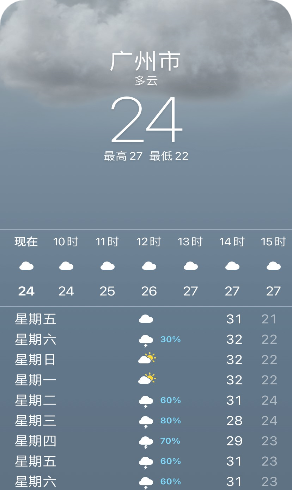 广州市
多云
24
最高 27 最低 22
现在 10时 11时 12时 13时 14时 15时
24 24 25 26 27 27 27
星期五 31 21
星期六 30% 32 22
星期日 32 22
星期一 32 22
星期二 60% 31 24
星期三 80% 28 24
星期四 70% 29 23
星期五 60% 31 23
星期六 60% 31 23